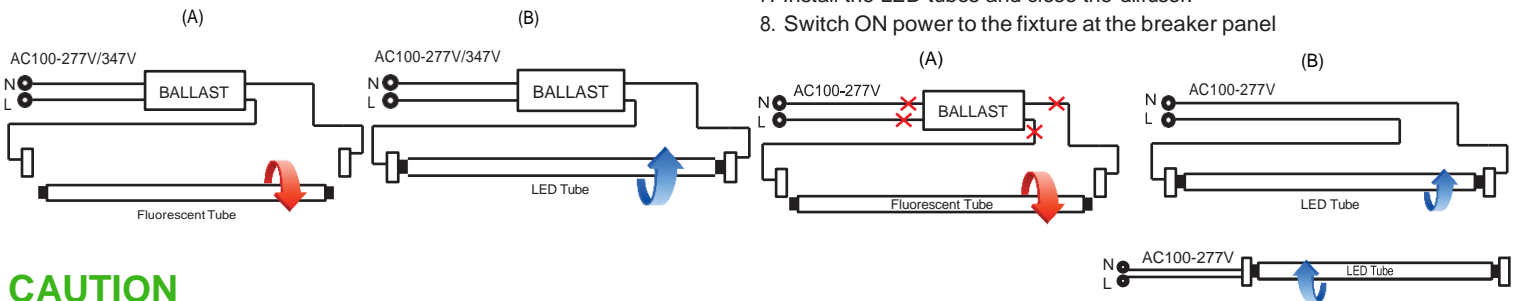 (A)
(B)
AC100-277V/347V
N
L
BALLAST
Fluorescent Tube
AC100-277V/347V
N
L
BALLAST
LED Tube
CAUTION
8. Switch ON power to the fixture at the breaker panel
(A)
(B)
AC100-277V
N
L
BALLAST
Fluorescent Tube
AC100-277V
N
L
LED Tube
AC100-277V
N
L
LED Tube